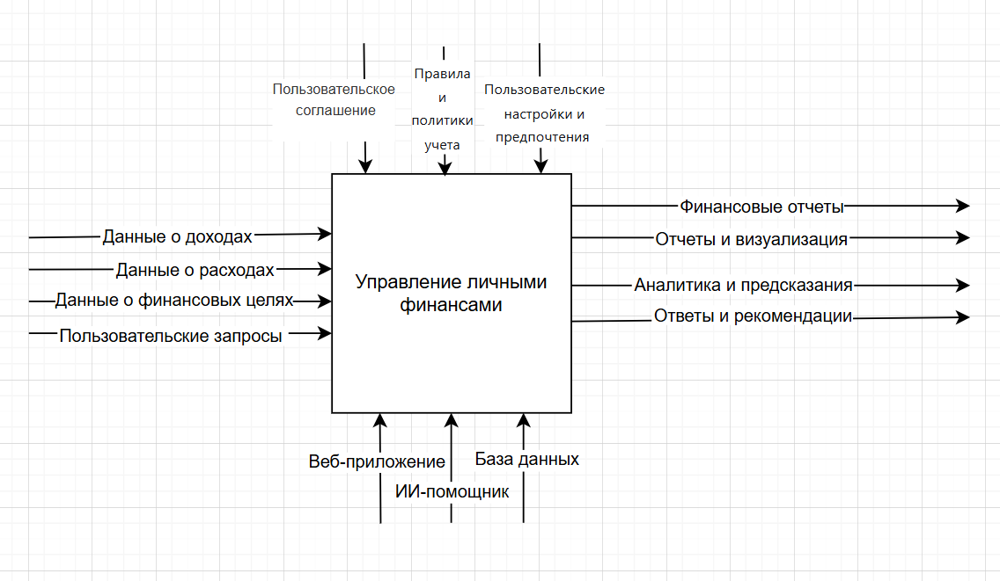 Пользовательское
соглашение
Правила
и
политики
учета
Пользовательские
настройки и
предпочтения
Данные о доходах
Данные о расходах
Данные о финансовых целях
Пользовательские запросы
Управление личными
финансами
Финансовые отчеты
Отчеты и визуализация
Аналитика и предсказания
Ответы и рекомендации
Веб-приложение
ИИ-помощник
База данных